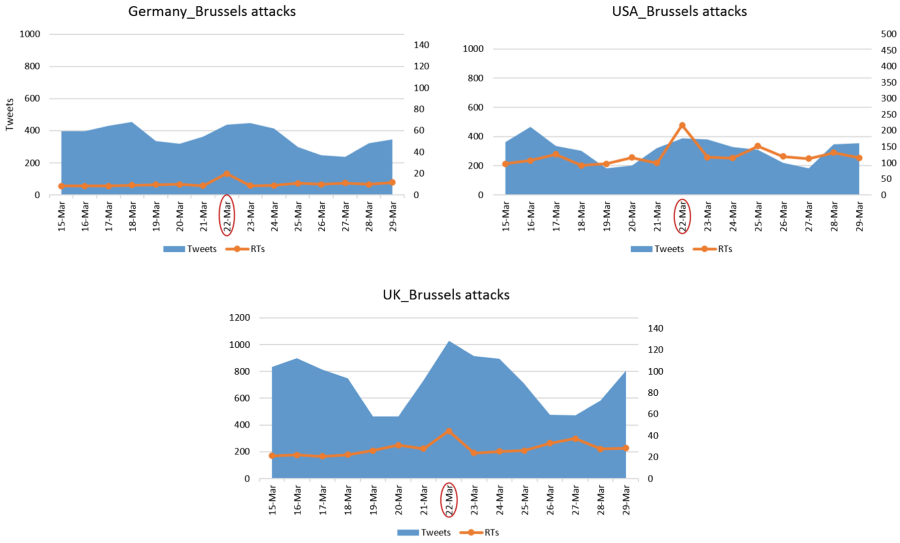 Germany_Brussels attacks
Tweets
1000
800
600
400
200
0
140
120
100
80
60
40
20
0
15-Mar
16-Mar
17-Mar
18-Mar
19-Mar
20-Mar
21-Mar
22-Mar
23-Mar
24-Mar
25-Mar
26-Mar
27-Mar
28-Mar
29-Mar
Tweets
RTs
USA_Brussels attacks
1000
800
600
400
200
0
500
450
400
350
300
250
200
150
100
50
0
15-Mar
16-Mar
17-Mar
18-Mar
19-Mar
20-Mar
21-Mar
22-Mar
23-Mar
24-Mar
25-Mar
26-Mar
27-Mar
28-Mar
29-Mar
Tweets
RTs
UK_Brussels attacks
1200
1000
800
600
400
200
0
140
120
100
80
60
40
20
0
15-Mar
16-Mar
17-Mar
18-Mar
19-Mar
20-Mar
21-Mar
22-Mar
23-Mar
24-Mar
25-Mar
26-Mar
27-Mar
28-Mar
29-Mar
Tweets
RTs